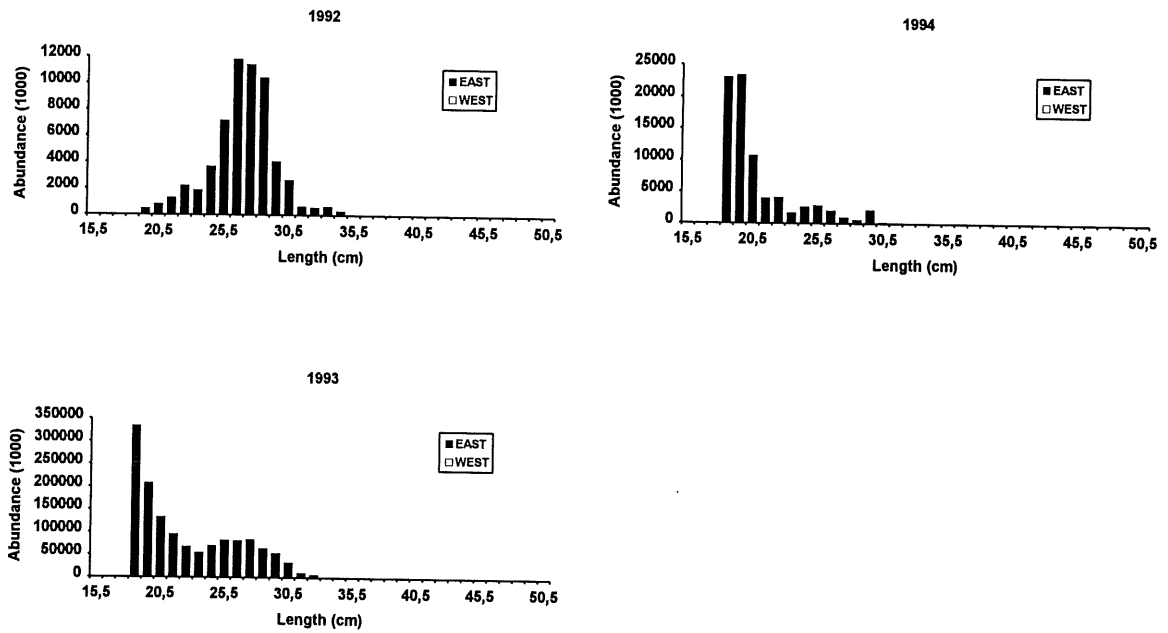 1992
Abundance (1000)
12000
10000
8000
6000
4000
2000
0
15,5 20,5 25,5 30,5 35,5 40,5 45,5 50,5
Length (cm)
EAST
WEST
1994
Abundance (1000)
25000
20000
15000
10000
5000
0
15,5 20,5 25,5 30,5 35,5 40,5 45,5 50,5
Length (cm)
EAST
WEST
1993
Abundance (1000)
350000
300000
250000
200000
150000
100000
50000
0
15,5 20,5 25,5 30,5 35,5 40,5 45,5 50,5
Length (cm)
EAST
WEST